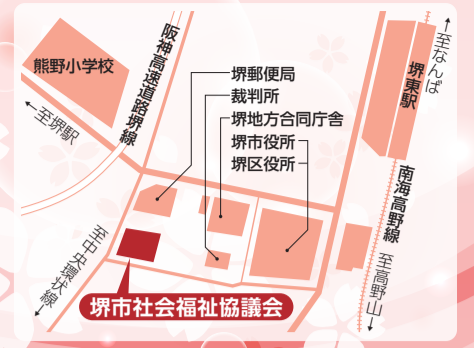 熊野小学校
←至堺駅
阪神高速道路堺線
堺郵便局
裁判所
堺地方合同庁舎
堺市役所
堺区役所
←至なんば
堺東駅
南海高野線
至高野山→
至中央環状線→
堺市社会福祉協議会